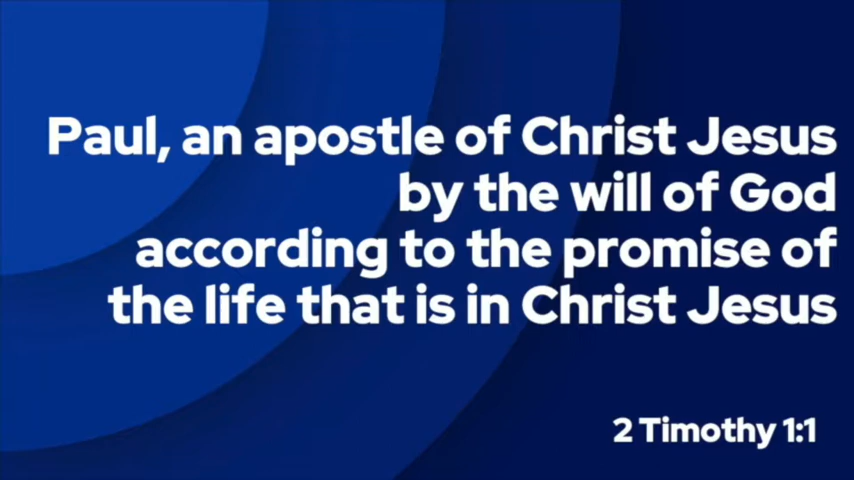 Paul, an apostle of Christ Jesus
by the will of God
according to the promise of
the life that is in Christ Jesus
2 Timothy 1:1